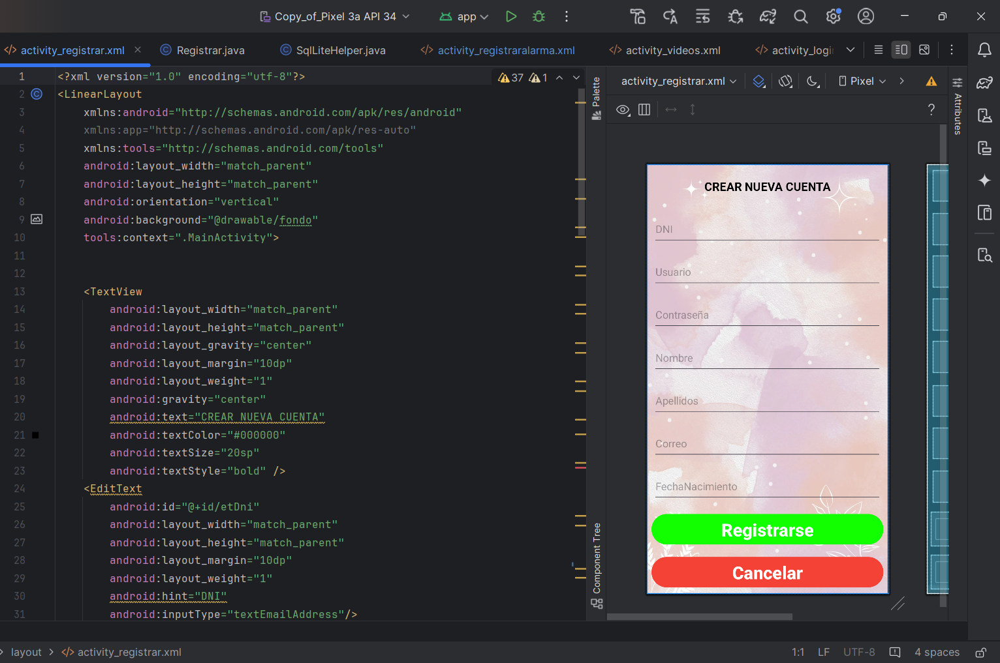 Copy_of_Pixel 3a API 34
app
activity_registrar.xml
Registrar.java
SqlLiteHelper.java
activity_registraralarma.xml
activity_videos.xml
activity_logi
1 <?xml version="1.0" encoding="utf-8"?>
2 <LinearLayout
3 xmlns:android="http://schemas.android.com/apk/res/android"
4 xmlns:app="http://schemas.android.com/apk/res-auto"
5 xmlns:tools="http://schemas.android.com/tools"
6 android:layout_width="match_parent"
7 android:layout_height="match_parent"
8 android:orientation="vertical"
9 android:background="@drawable/fondo"
10 tools:context=".MainActivity">
11
12
13 <TextView
14 android:layout_width="match_parent"
15 android:layout_height="match_parent"
16 android:layout_gravity="center"
17 android:layout_margin="10dp"
18 android:layout_weight="1"
19 android:gravity="center"
20 android:text="CREAR NUEVA CUENTA"
21 android:textColor="#000000"
22 android:textSize="20sp"
23 android:textStyle="bold" />
24 <EditText
25 android:id="@+id/etDni"
26 android:layout_width="match_parent"
27 android:layout_height="match_parent"
28 android:layout_margin="10dp"
29 android:layout_weight="1"
30 android:hint="DNI"
31 android:inputType="textEmailAddress"/>
37 1
Palette
Component Tree
activity_registrar.xml
Pixel
?
Attributes
CREAR NUEVA CUENTA
DNI
Usuario
Contraseña
Nombre
Apellidos
Correo
FechaNacimiento
Registrarse
Cancelar
layout > activity_registrar.xml
1:1 LF UTF-8 4 spaces